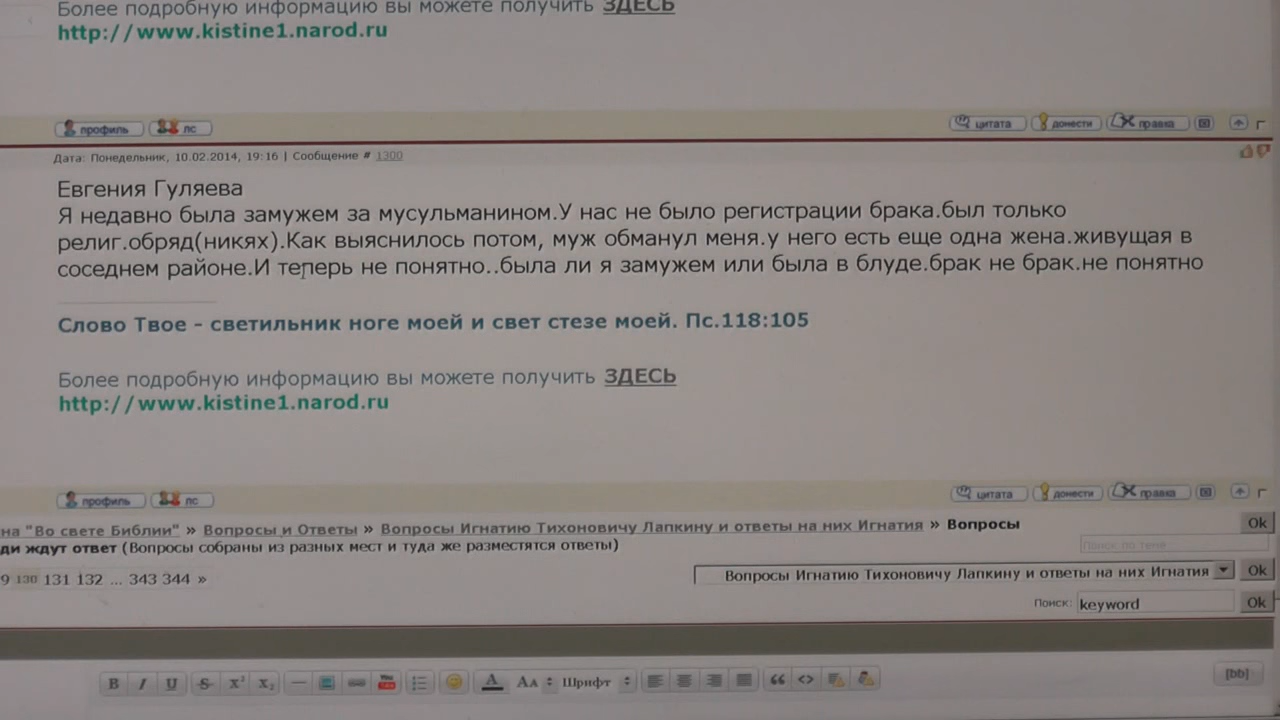 Более подробную информацию вы можете получить ЗДЕСЬ
http://www.kistine1.narod.ru
профиль лс цитата донести правка
Дата: Понедельник, 10.02.2014, 19:16 | Сообщение # 1300
Евгения Гуляева
Я недавно была замужем за мусульманином.У нас не было регистрации брака.был только
религ.обряд(никях).Как выяснилось потом, муж обманул меня.у него есть еще одна жена.живущая в
соседнем районе.И теперь не понятно..была ли я замужем или была в блуде.брак не брак.не понятно
Слово Твое - светильник ноге моей и свет стезе моей. Пс.118:105
Более подробную информацию вы можете получить ЗДЕСЬ
http://www.kistine1.narod.ru
профиль лс цитата донести правка
на "Во свете Библии" » Вопросы и Ответы » Вопросы Игнатию Тихоновичу Лапкину и ответы на них Игнатия » Вопросы Ok
ди ждут ответ (Вопросы собраны из разных мест и туда же разместятся ответы)
Поиск по теме
9 130 131 132 ... 343 344 » Вопросы Игнатию Тихоновичу Лапкину и ответы на них Игнатия Ok
Поиск: keyword Ok
B I U S X² X₂ — You A AA Шрифт “ <> [bb]